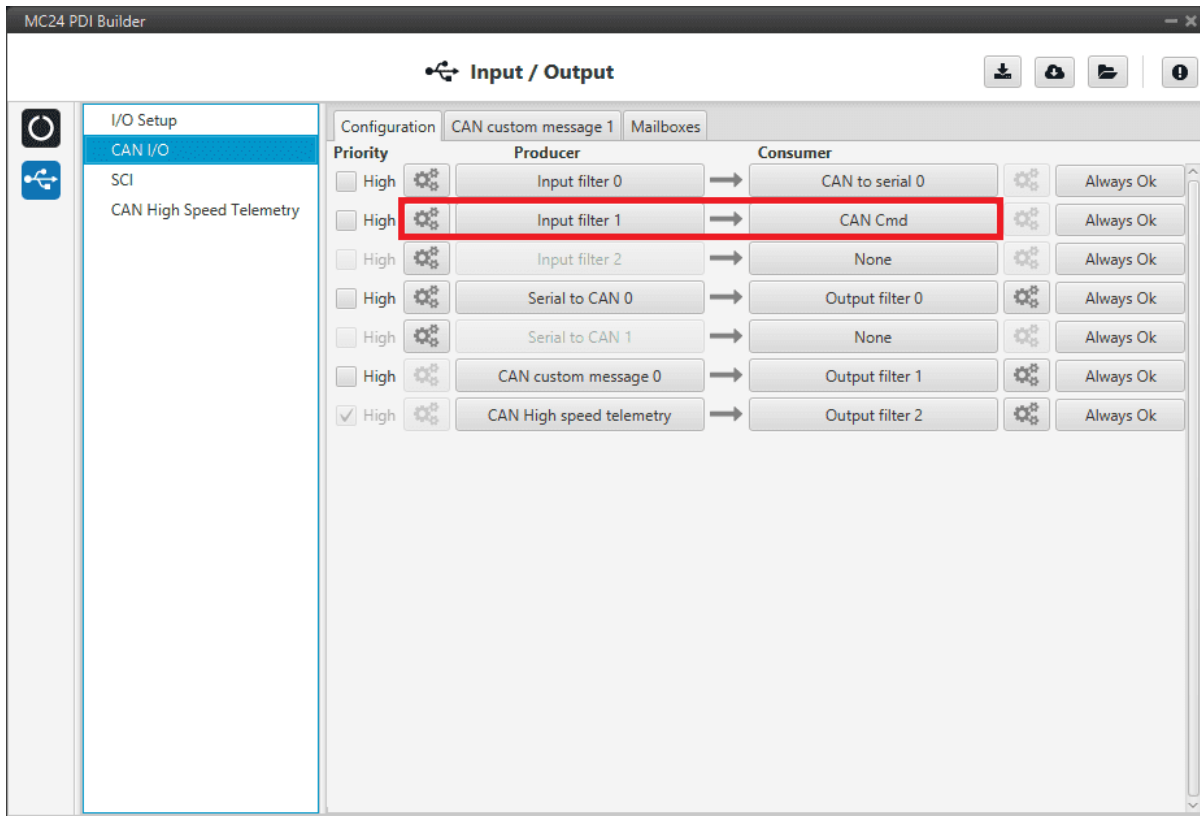 MC24 PDI Builder
Input / Output
I/O Setup
CAN I/O
SCI
CAN High Speed Telemetry
Configuration CAN custom message 1 Mailboxes
Priority Producer Consumer
High Input filter 0 CAN to serial 0 Always Ok
High Input filter 1 CAN Cmd Always Ok
High Input filter 2 None Always Ok
High Serial to CAN 0 Output filter 0 Always Ok
High Serial to CAN 1 None Always Ok
High CAN custom message 0 Output filter 1 Always Ok
High CAN High speed telemetry Output filter 2 Always Ok